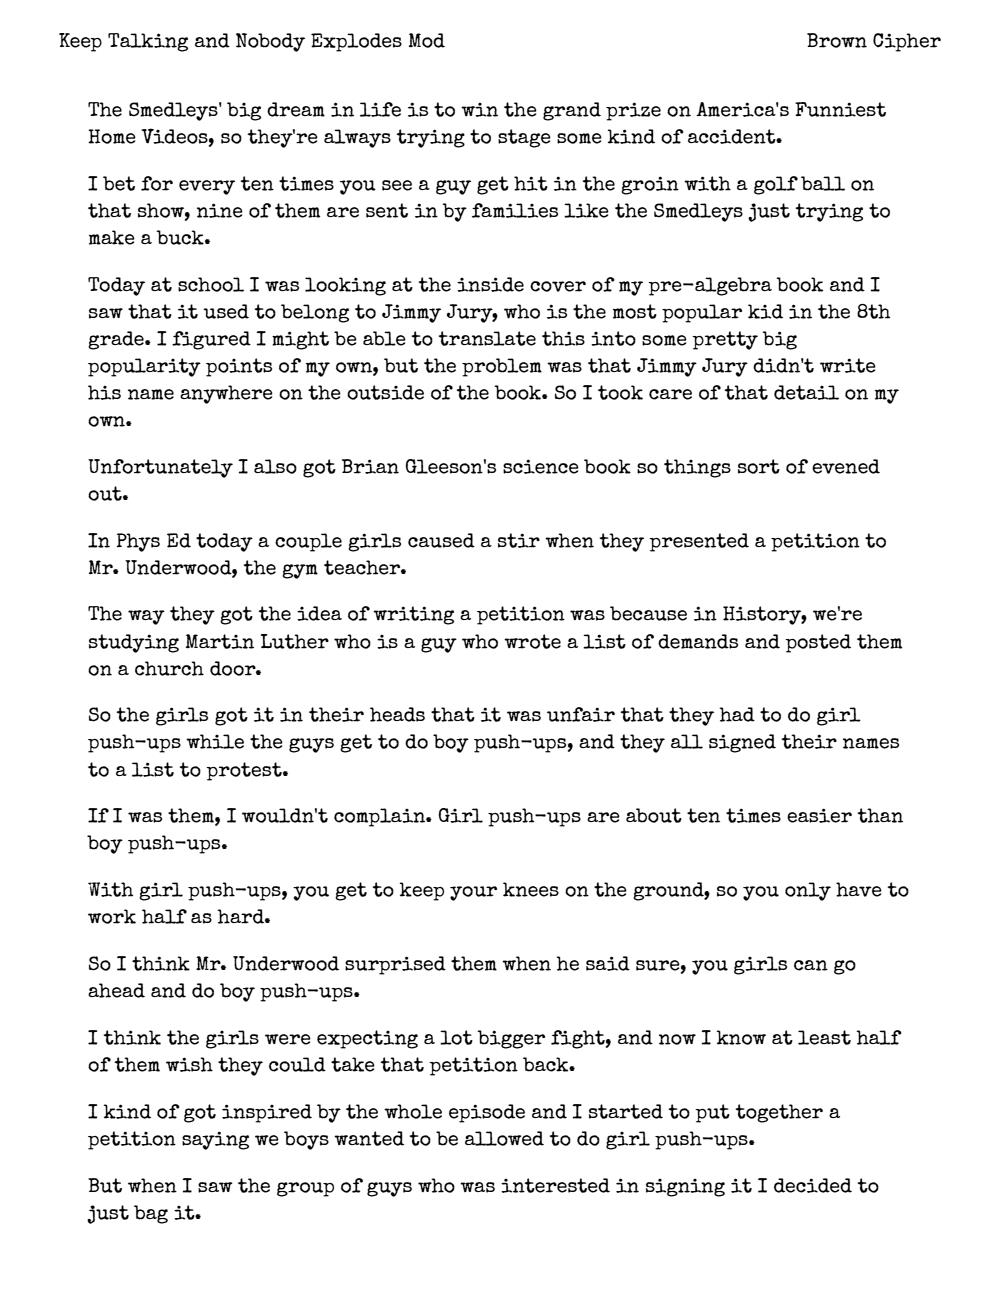 Keep Talking and Nobody Explodes Mod
Brown Cipher
The Smedleys' big dream in life is to win the grand prize on America's Funniest
Home Videos, so they're always trying to stage some kind of accident.
I bet for every ten times you see a guy get hit in the groin with a golf ball on
that show, nine of them are sent in by families like the Smedleys just trying to
make a buck.
Today at school I was looking at the inside cover of my pre-algebra book and I
saw that it used to belong to Jimmy Jury, who is the most popular kid in the 8th
grade. I figured I might be able to translate this into some pretty big
popularity points of my own, but the problem was that Jimmy Jury didn't write
his name anywhere on the outside of the book. So I took care of that detail on my
own.
Unfortunately I also got Brian Gleeson's science book so things sort of evened
out.
In Phys Ed today a couple girls caused a stir when they presented a petition to
Mr. Underwood, the gym teacher.
The way they got the idea of writing a petition was because in History, we're
studying Martin Luther who is a guy who wrote a list of demands and posted them
on a church door.
So the girls got it in their heads that it was unfair that they had to do girl
push-ups while the guys get to do boy push-ups, and they all signed their names
to a list to protest.
If I was them, I wouldn't complain. Girl push-ups are about ten times easier than
boy push-ups.
With girl push-ups, you get to keep your knees on the ground, so you only have to
work half as hard.
So I think Mr. Underwood surprised them when he said sure, you girls can go
ahead and do boy push-ups.
I think the girls were expecting a lot bigger fight, and now I know at least half
of them wish they could take that petition back.
I kind of got inspired by the whole episode and I started to put together a
petition saying we boys wanted to be allowed to do girl push-ups.
But when I saw the group of guys who was interested in signing it I decided to
just bag it.